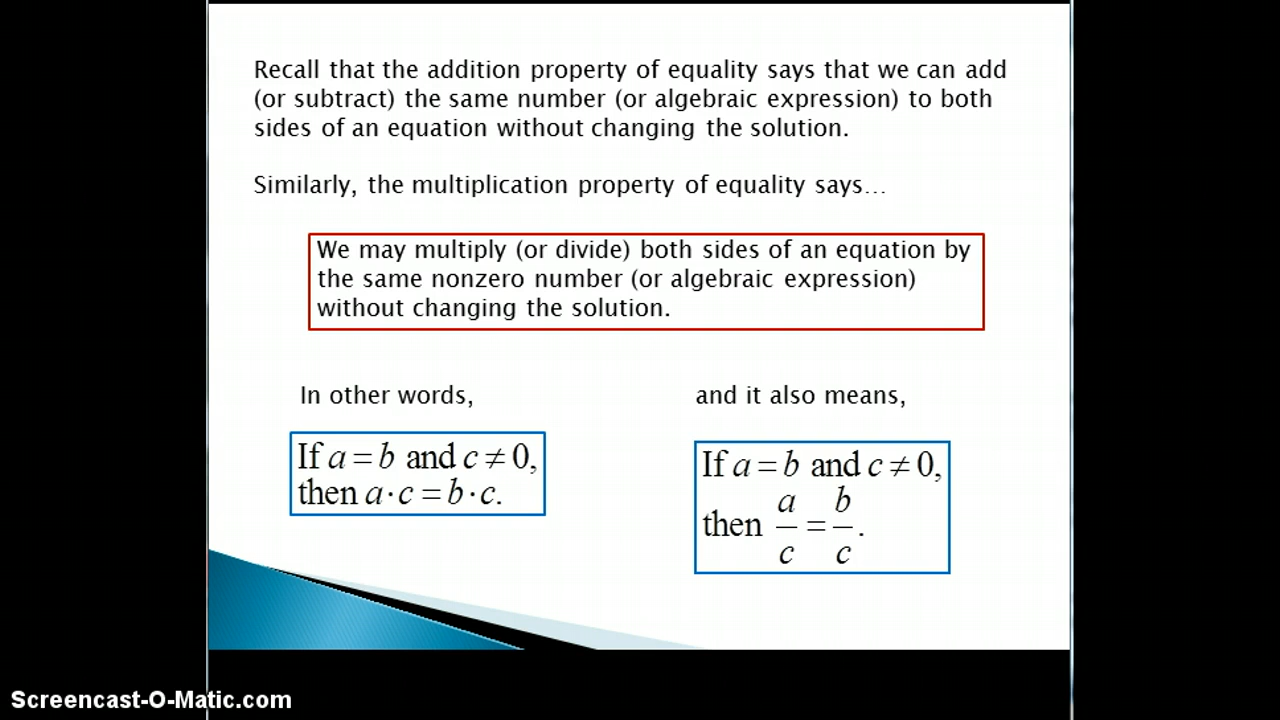 Recall that the addition property of equality says that we can add
(or subtract) the same number (or algebraic expression) to both
sides of an equation without changing the solution.
Similarly, the multiplication property of equality says…
We may multiply (or divide) both sides of an equation by
the same nonzero number (or algebraic expression)
without changing the solution.
In other words,
If a = b and c ≠ 0,
then a · c = b · c.
and it also means,
If a = b and c ≠ 0,
then a/c = b/c.
Screencast-O-Matic.com